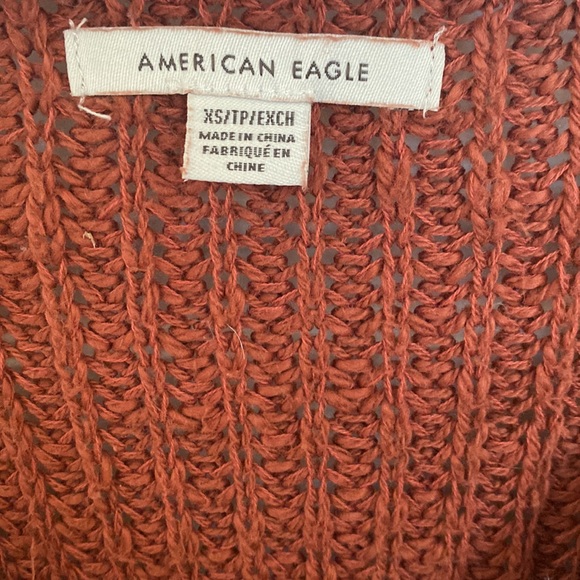 AMERICAN EAGLE
XS/TP/EXCH
MADE IN CHINA
FABRIQUÉ EN
CHINE